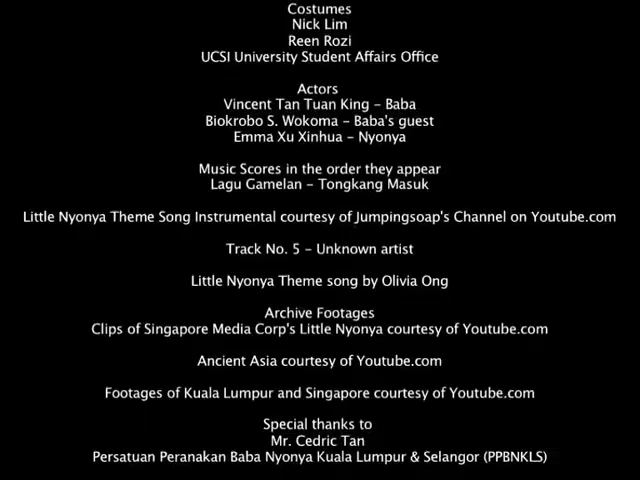 Costumes
Nick Lim
Reen Rozi
UCSI University Student Affairs Office
Actors
Vincent Tan Tuan King – Baba
Biokrobo S. Wokoma – Baba's guest
Emma Xu Xinhua – Nyonya
Music Scores in the order they appear
Lagu Gamelan – Tongkang Masuk
Little Nyonya Theme Song Instrumental courtesy of Jumpingsoap's Channel on Youtube.com
Track No. 5 – Unknown artist
Little Nyonya Theme song by Olivia Ong
Archive Footages
Clips of Singapore Media Corp's Little Nyonya courtesy of Youtube.com
Ancient Asia courtesy of Youtube.com
Footages of Kuala Lumpur and Singapore courtesy of Youtube.com
Special thanks to
Mr. Cedric Tan
Persatuan Peranakan Baba Nyonya Kuala Lumpur & Selangor (PPBNKLS)